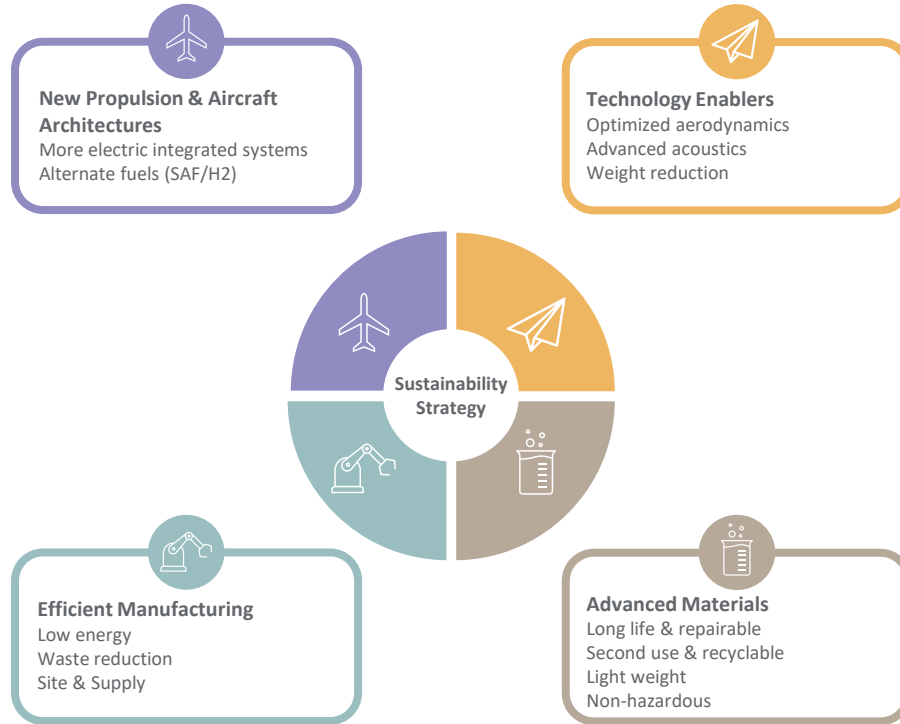 New Propulsion & Aircraft
Architectures
More electric integrated systems
Alternate fuels (SAF/H2)
Technology Enablers
Optimized aerodynamics
Advanced acoustics
Weight reduction
Sustainability
Strategy
Efficient Manufacturing
Low energy
Waste reduction
Site & Supply
Advanced Materials
Long life & repairable
Second use & recyclable
Light weight
Non-hazardous